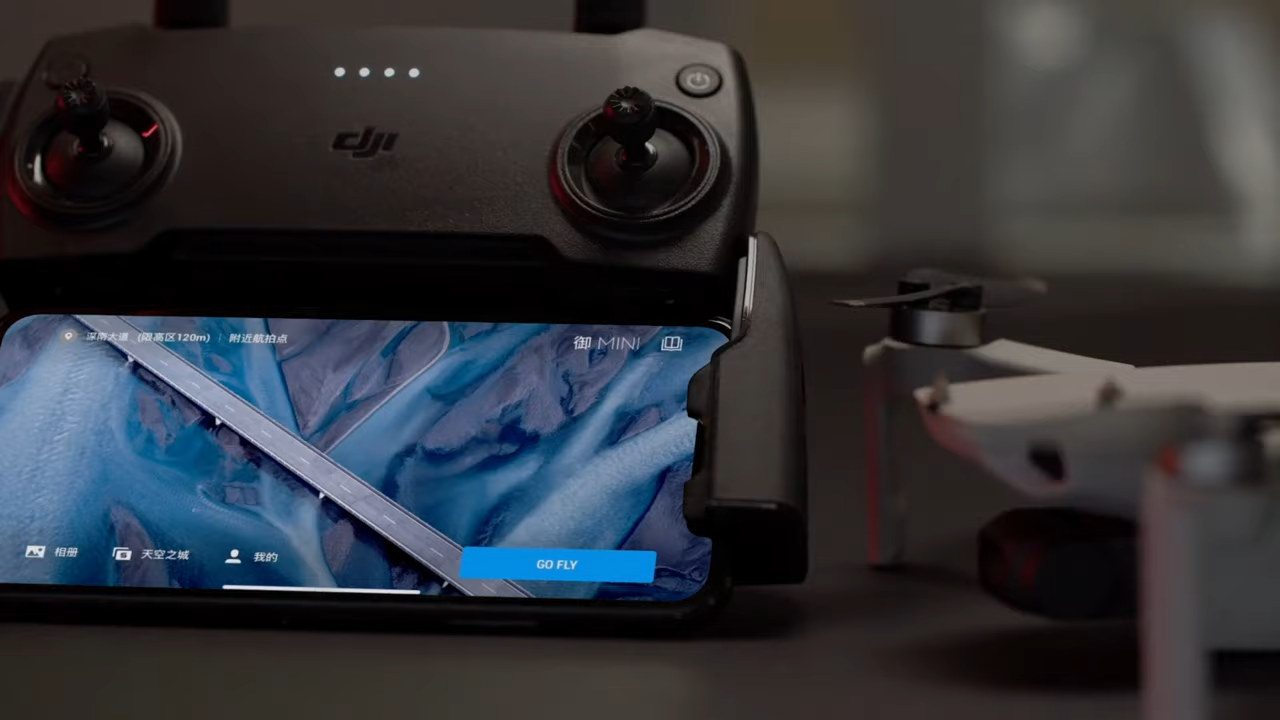 dji
深南大道 (限高区120m) | 附近航拍点
御 MINI
相册
天空之城
我的
GO FLY